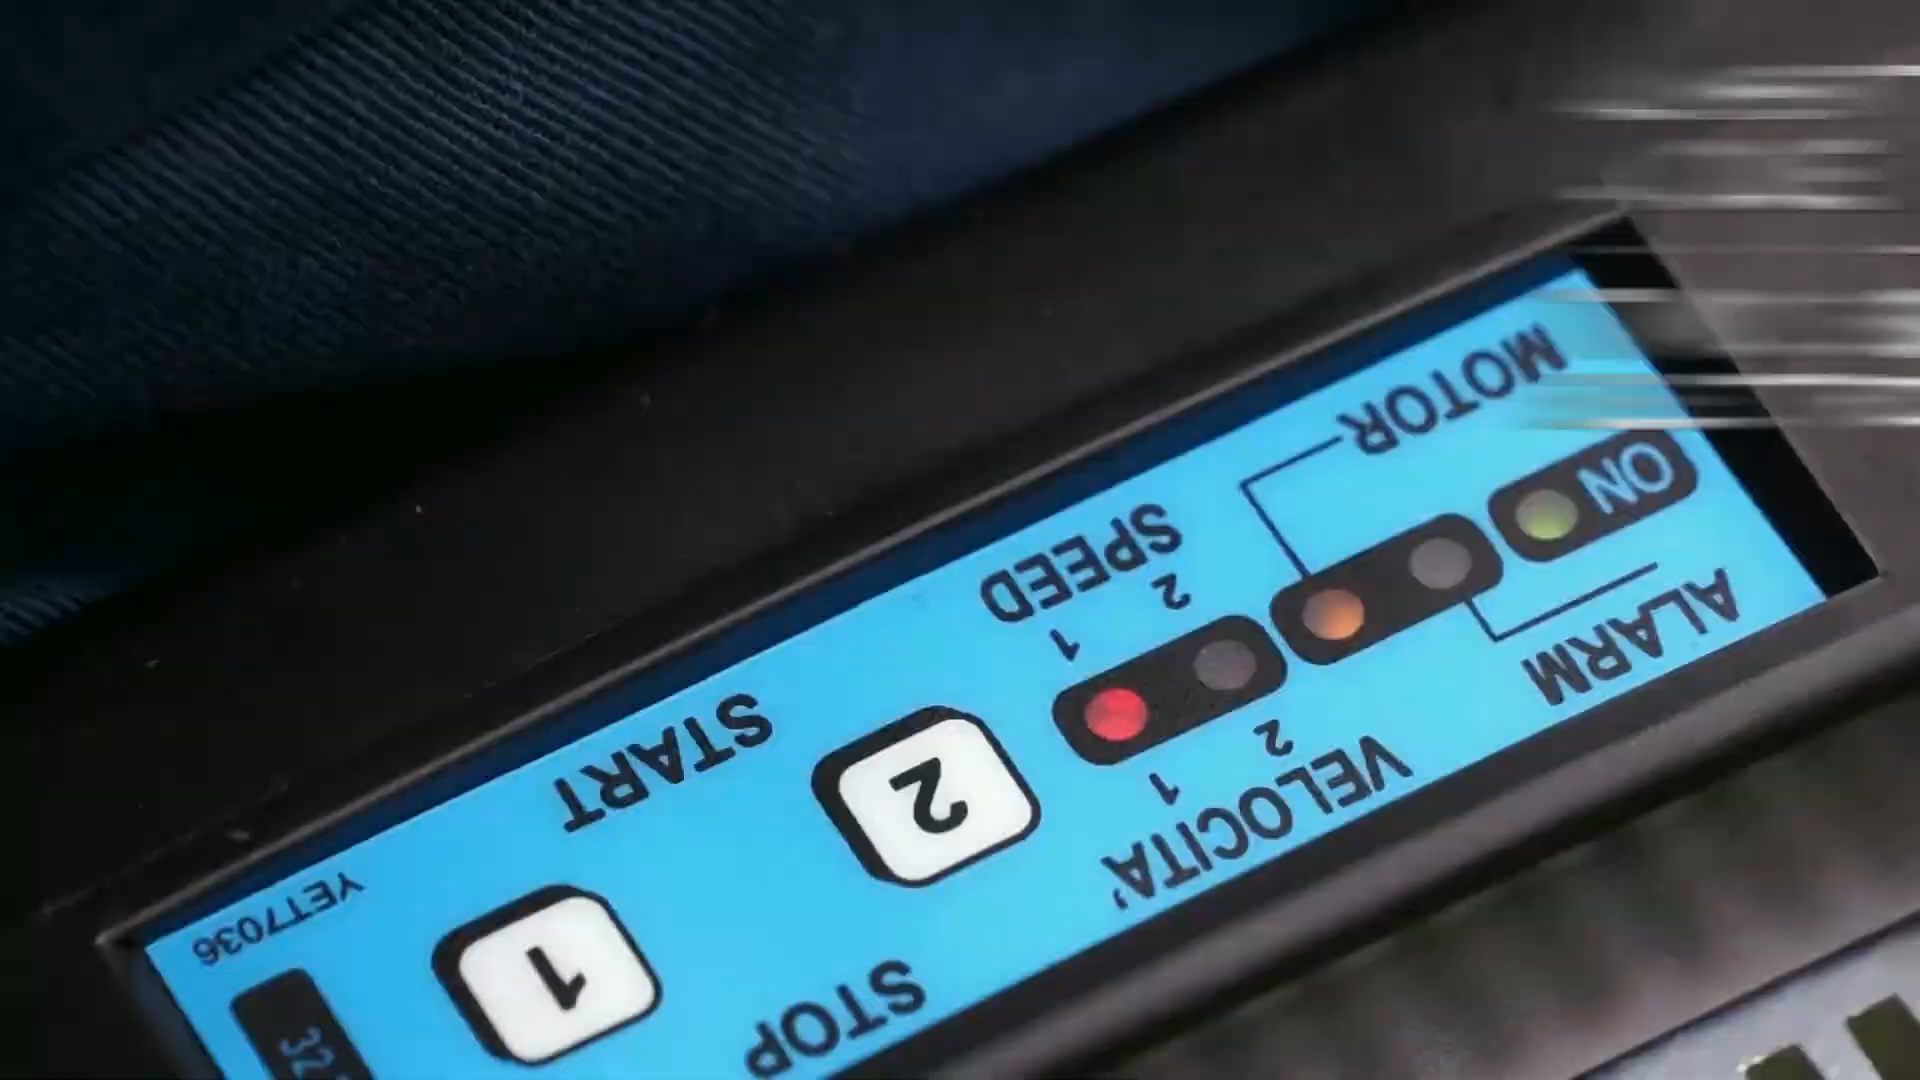 ALARM
VELOCITA'
2 1
STOP
ON
2
1
2 1
MOTOR
SPEED
START
YET7036